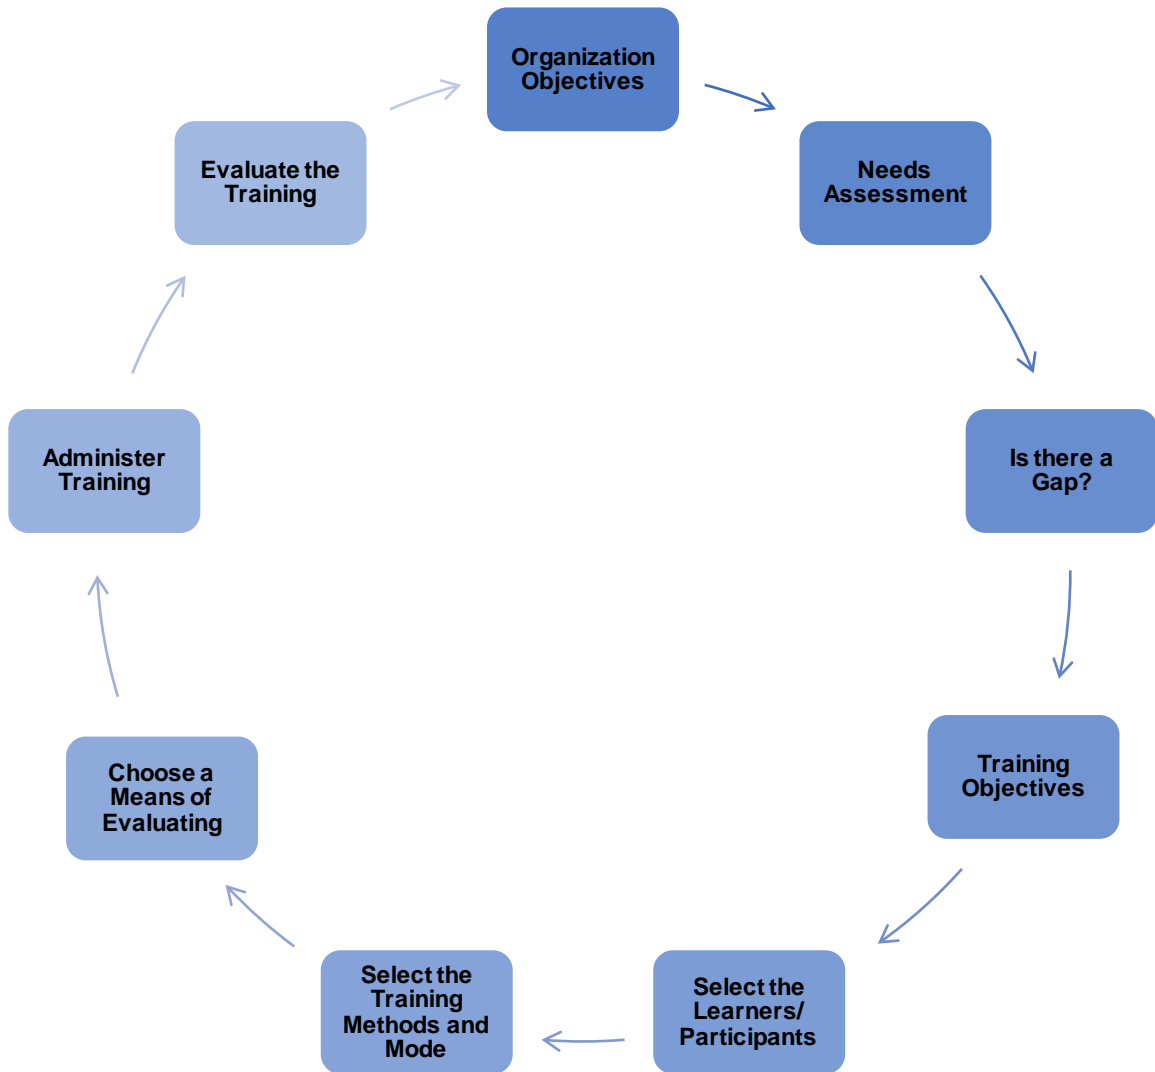 Organization
Objectives
Needs
Assessment
Is there a
Gap?
Training
Objectives
Select the
Learners/
Participants
Select the
Training
Methods and
Mode
Choose a
Means of
Evaluating
Administer
Training
Evaluate the
Training